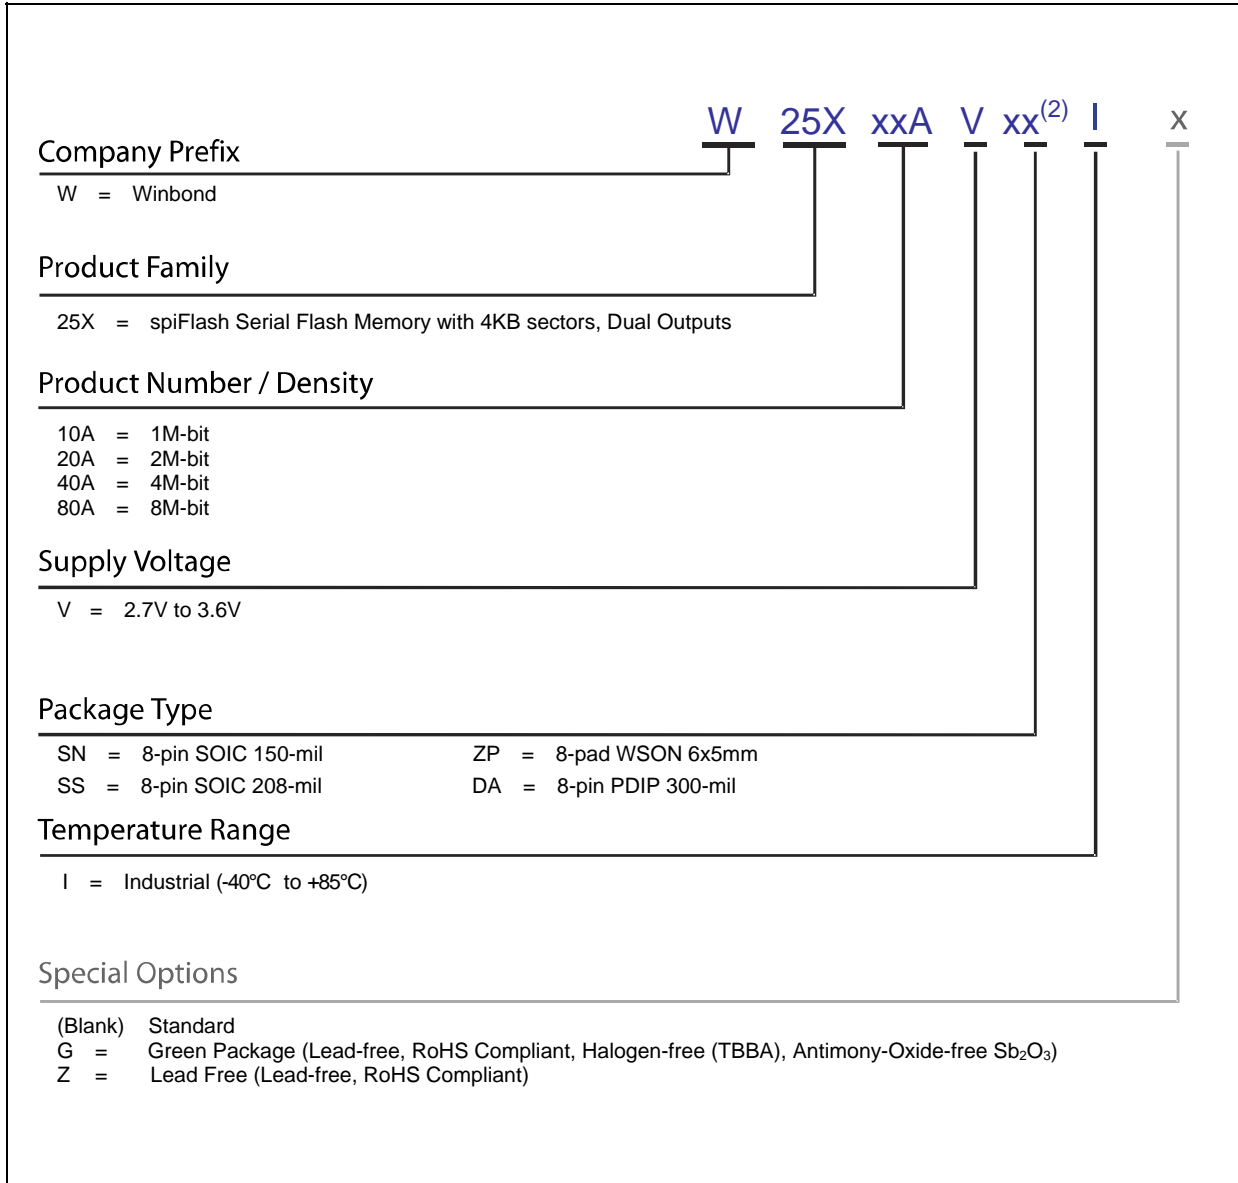 W 25X xxA V xx(2) I x
Company Prefix
W = Winbond
Product Family
25X = spiFlash Serial Flash Memory with 4KB sectors, Dual Outputs
Product Number / Density
10A = 1M-bit
20A = 2M-bit
40A = 4M-bit
80A = 8M-bit
Supply Voltage
V = 2.7V to 3.6V
Package Type
SN = 8-pin SOIC 150-mil ZP = 8-pad WSON 6x5mm
SS = 8-pin SOIC 208-mil DA = 8-pin PDIP 300-mil
Temperature Range
I = Industrial (-40°C to +85°C)
Special Options
(Blank) Standard
G = Green Package (Lead-free, RoHS Compliant, Halogen-free (TBBA), Antimony-Oxide-free Sb₂O₃)
Z = Lead Free (Lead-free, RoHS Compliant)